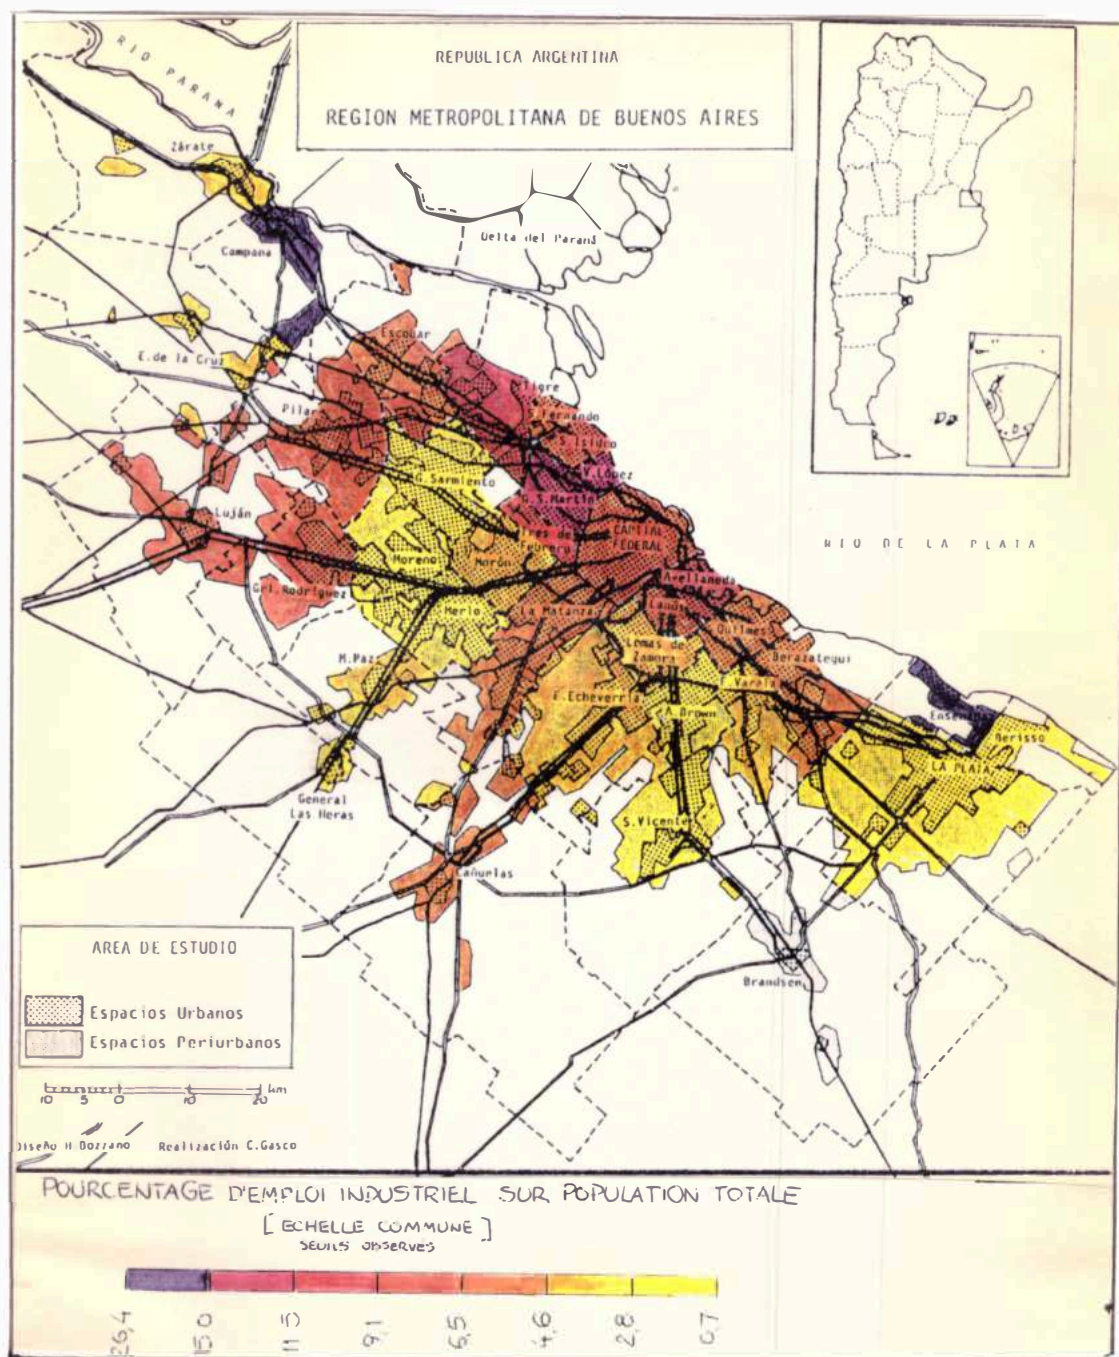 REPUBLICA ARGENTINA
REGION METROPOLITANA DE BUENOS AIRES
RIO PARANA
Zárate
Delta del Paraná
Campana
Escobar
E. de la Cruz
Tigre
S. Fernando
Pilar
S. Isidro
V. López
G. Sarmiento
G.S. Martín
Luján
Tres de
Febrero
CAPITAL
FEDERAL
RIO DE LA PLATA
Moreno
Morón
Avellaneda
Grl. Rodríguez
Merlo
La Matanza
Lanús
Quilmes
Lomas de
Zamora
Berazategui
M. Paz
F. Varela
E. Echeverría
A. Brown
Ensenada
Berisso
LA PLATA
General
Las Heras
S. Vicente
Cañuelas
Brandsen
AREA DE ESTUDIO
Espacios Urbanos
Espacios Periurbanos
10 5 0 10 20 km
Diseño H. Bozzano Realización C. Gasco
POURCENTAGE D'EMPLOI INDUSTRIEL SUR POPULATION TOTALE
[ ECHELLE COMMUNE ]
SEUILS OBSERVES
26,4 15 0 11 5 9,1 6,5 4,6 2,8 0,7